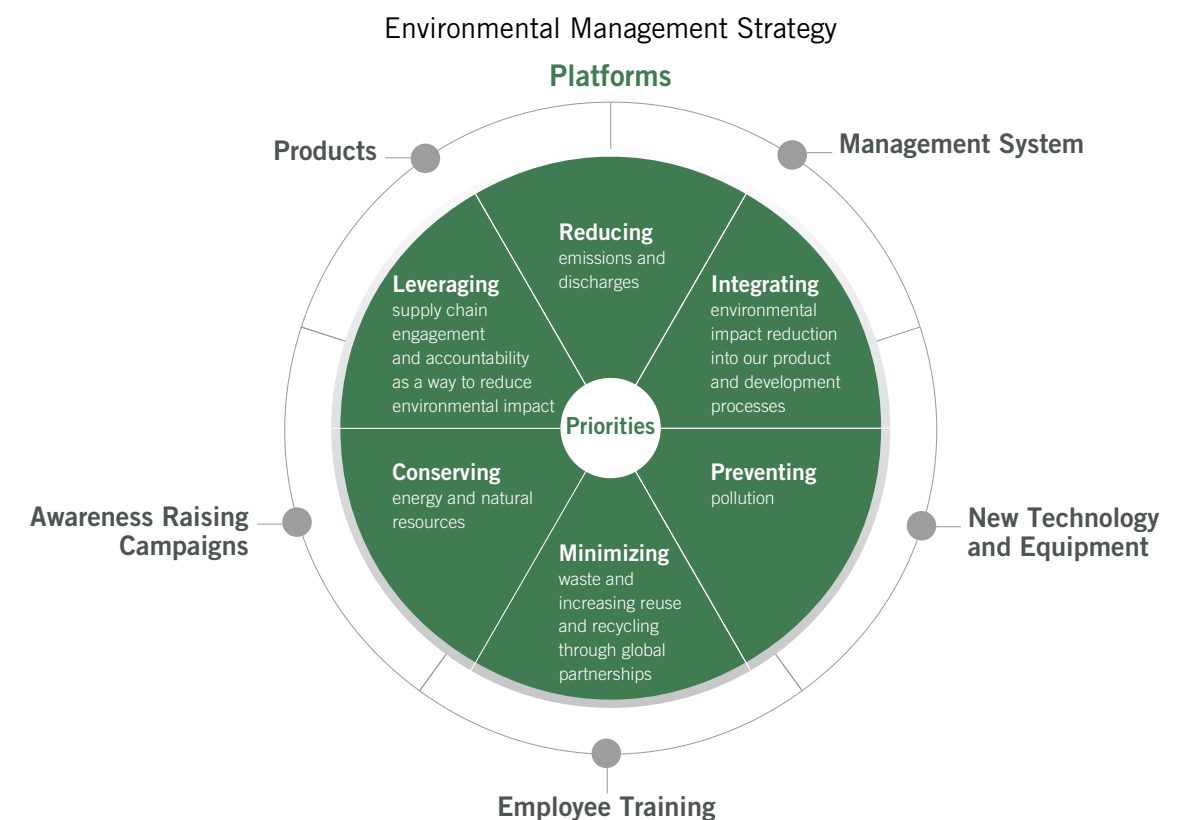 Environmental Management Strategy
Platforms
Products
Management System
Reducing
emissions and
discharges
Leveraging
supply chain
engagement
and accountability
as a way to reduce
environmental impact
Integrating
environmental
impact reduction
into our product
and development
processes
Priorities
Conserving
energy and natural
resources
Preventing
pollution
Minimizing
waste and
increasing reuse
and recycling
through global
partnerships
Awareness Raising
Campaigns
New Technology
and Equipment
Employee Training